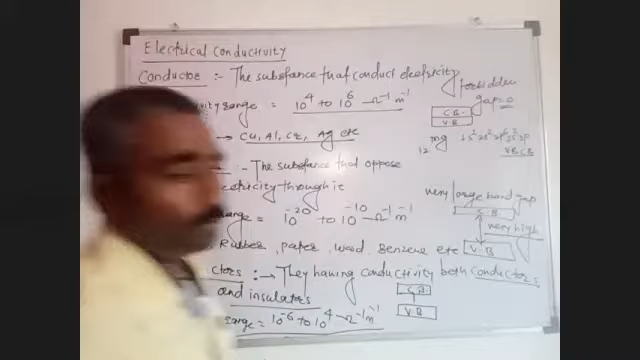 Electrical Conductivity
Conductor :- The substance that conduct electricity
range = 10^4 to 10^6 Ω^-1 m^-1
→ Cu, Al, Ag etc
forbidden
gap=0
C.B.
V.B.
12 Mg 1s² 2s² 2p⁶ 3s² 3p
V.B C.B
:- The substance that oppose
through it
range = 10^-20 to 10^-10 Ω^-1 m^-1
very large band gap
C.B
very high
V.B
Rubber, paper, wood, Benzene etc
ctors :→ They having conductivity both conductors
and insulators
range = 10^-6 to 10^4 Ω^-1 m^-1
C.B
V.B